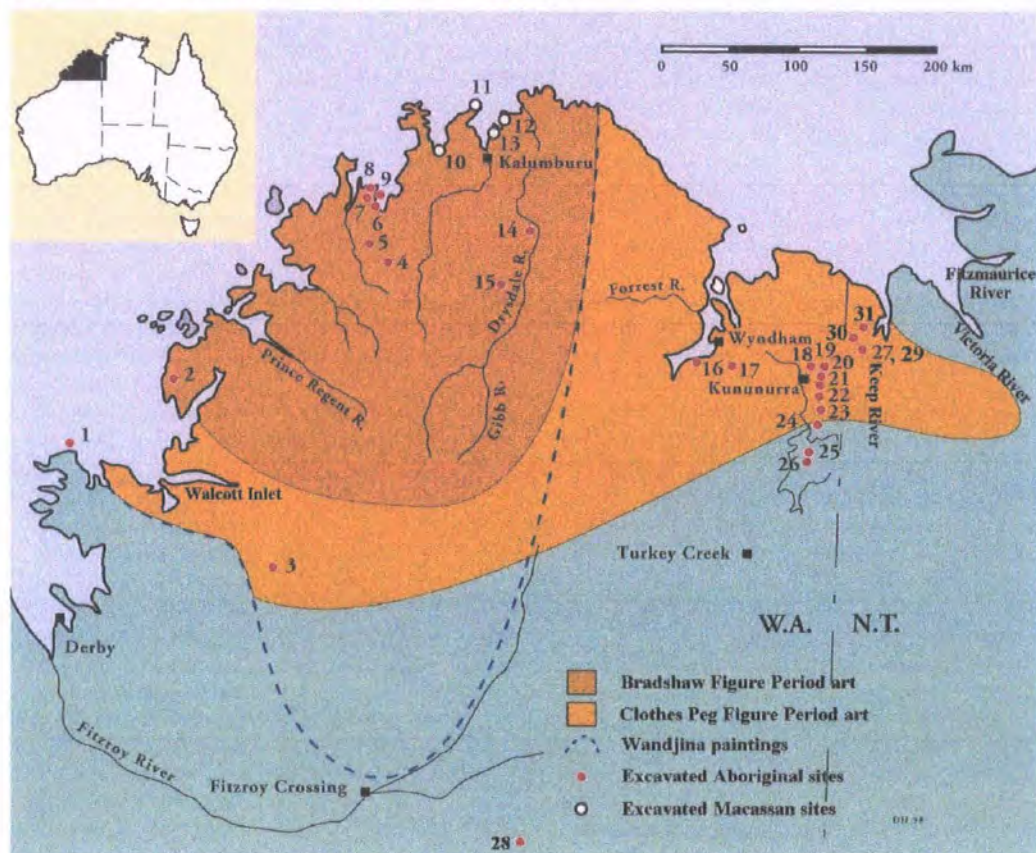 0 50 100 150 200 km
11
12
13
10
Kalumburu
8 9
7
6
5
4
14
15
Drysdale R.
Gibb R.
Forrest R.
Fitzmaurice
River
Victoria River
31
30
27, 29
Wyndham
18 19
20
16 17
21
Kununurra
22
23
24
25
26
Keep River
Prince Regent R.
2
1
Walcott Inlet
3
Turkey Creek
W.A. N.T.
Derby
Fitzroy River
Fitzroy Crossing
28
Bradshaw Figure Period art
Clothes Peg Figure Period art
Wandjina paintings
Excavated Aboriginal sites
Excavated Macassan sites